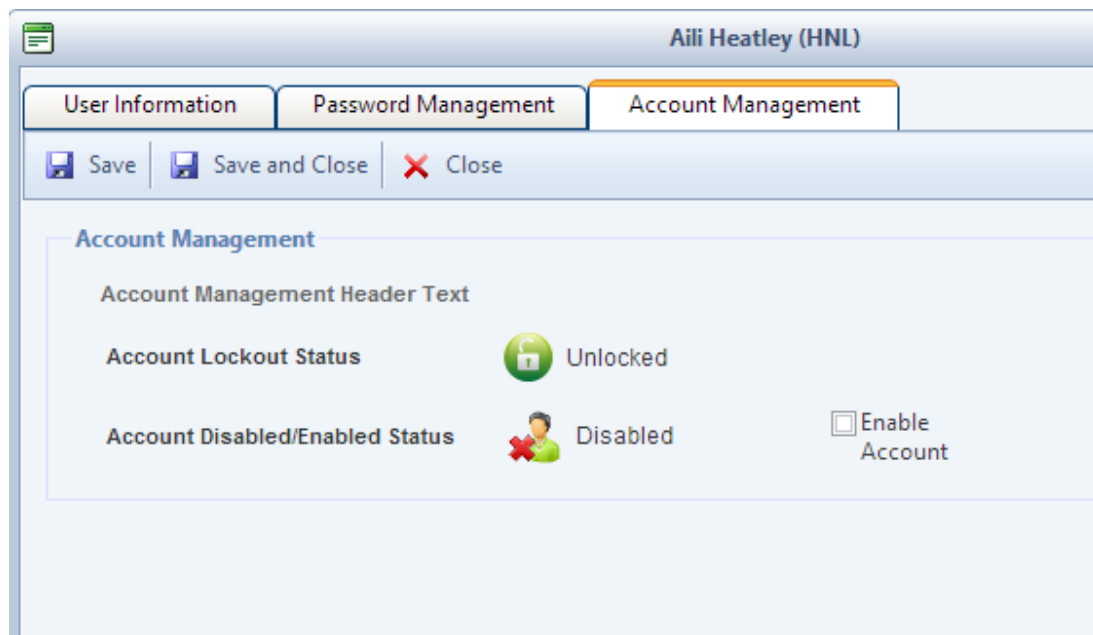 Aili Heatley (HNL)
User Information Password Management Account Management
Save Save and Close Close
Account Management
Account Management Header Text
Account Lockout Status Unlocked
Account Disabled/Enabled Status Disabled Enable
Account